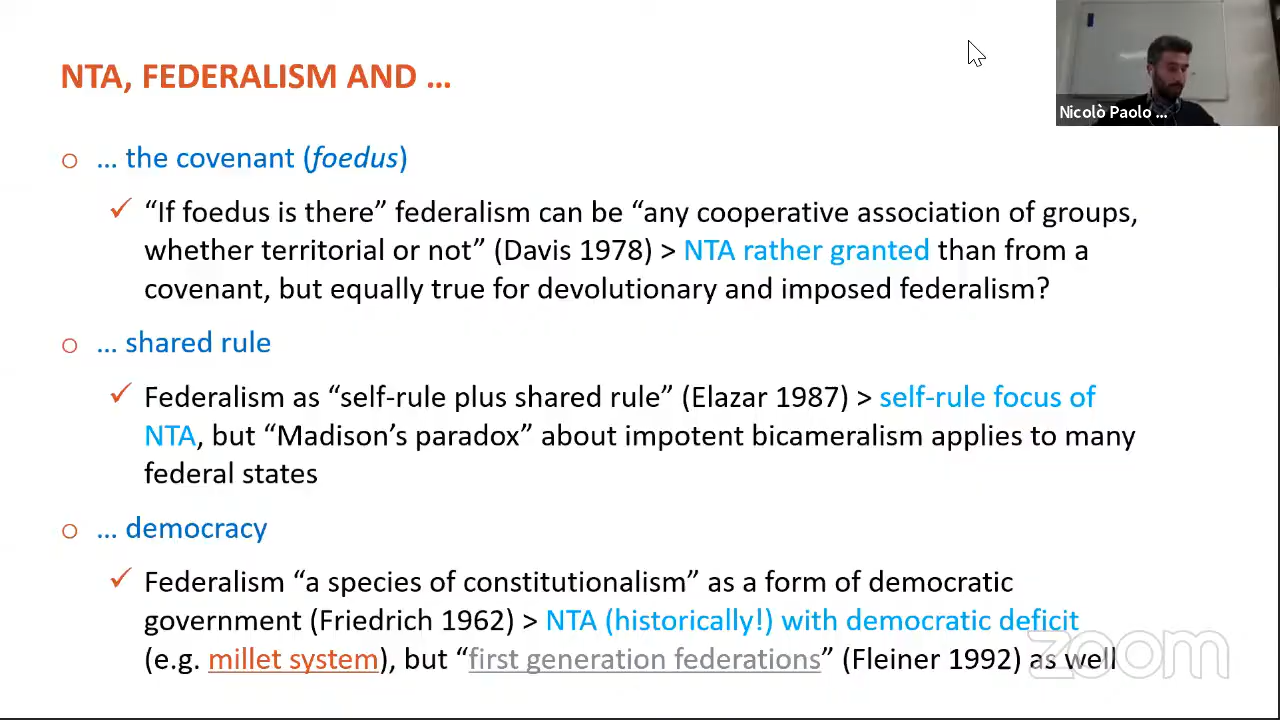 NTA, FEDERALISM AND …
Nicolò Paolo ...
o … the covenant (foedus)
✓ “If foedus is there” federalism can be “any cooperative association of groups,
whether territorial or not” (Davis 1978) > NTA rather granted than from a
covenant, but equally true for devolutionary and imposed federalism?
o … shared rule
✓ Federalism as “self-rule plus shared rule” (Elazar 1987) > self-rule focus of
NTA, but “Madison’s paradox” about impotent bicameralism applies to many
federal states
o … democracy
✓ Federalism “a species of constitutionalism” as a form of democratic
government (Friedrich 1962) > NTA (historically!) with democratic deficit
(e.g. millet system), but “first generation federations” (Fleiner 1992) as well
zoom